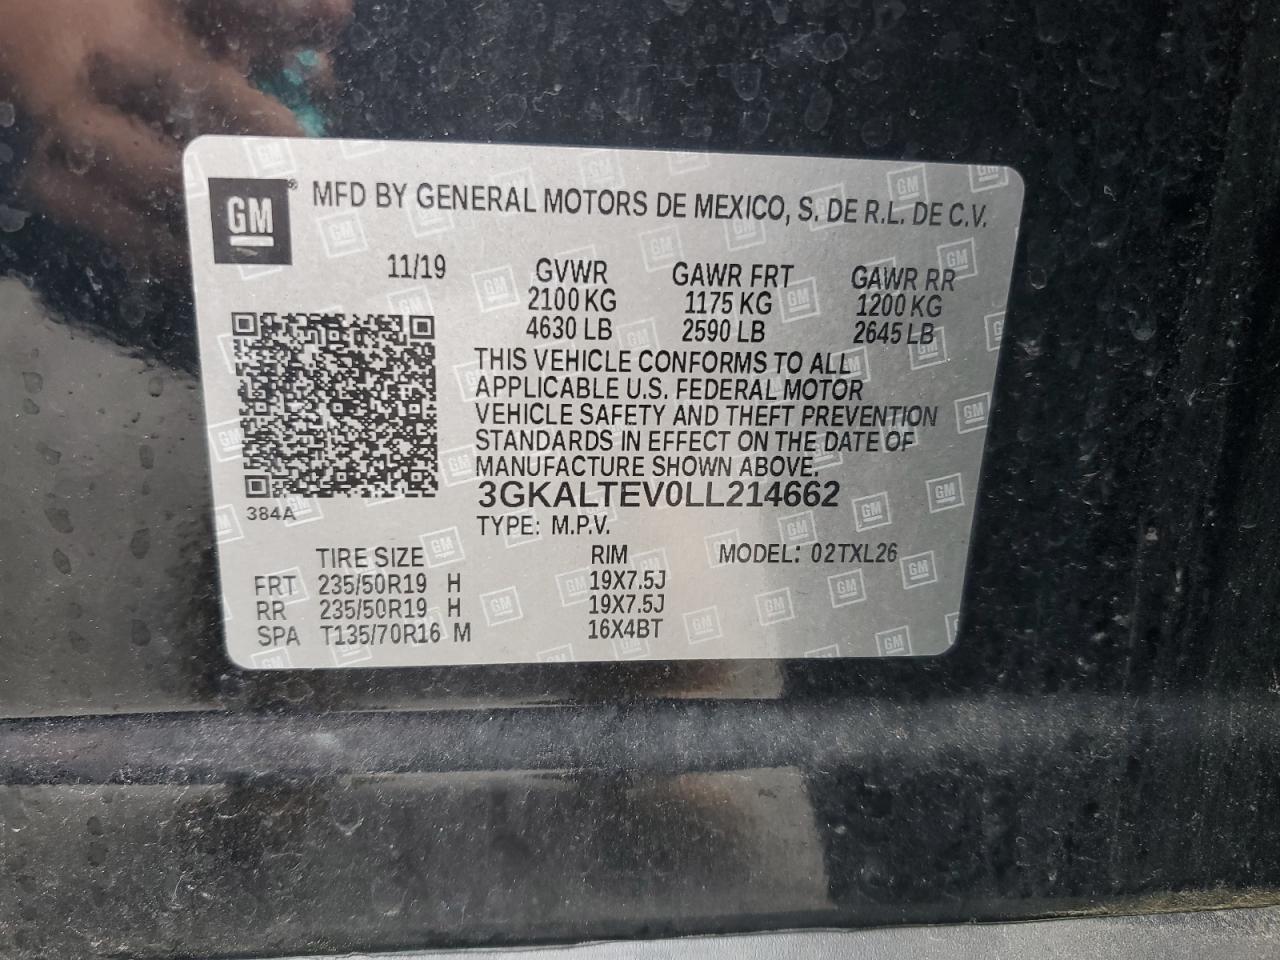 GM® MFD BY GENERAL MOTORS DE MEXICO, S. DE R.L. DE C.V.
11/19 GVWR GAWR FRT GAWR RR
2100 KG 1175 KG 1200 KG
4630 LB 2590 LB 2645 LB
THIS VEHICLE CONFORMS TO ALL
APPLICABLE U.S. FEDERAL MOTOR
VEHICLE SAFETY AND THEFT PREVENTION
STANDARDS IN EFFECT ON THE DATE OF
MANUFACTURE SHOWN ABOVE.
3GKALTEV0LL214662
384A
TYPE: M.P.V.
TIRE SIZE RIM MODEL: 02TXL26
FRT 235/50R19 H 19X7.5J
RR 235/50R19 H 19X7.5J
SPA T135/70R16 M 16X4BT